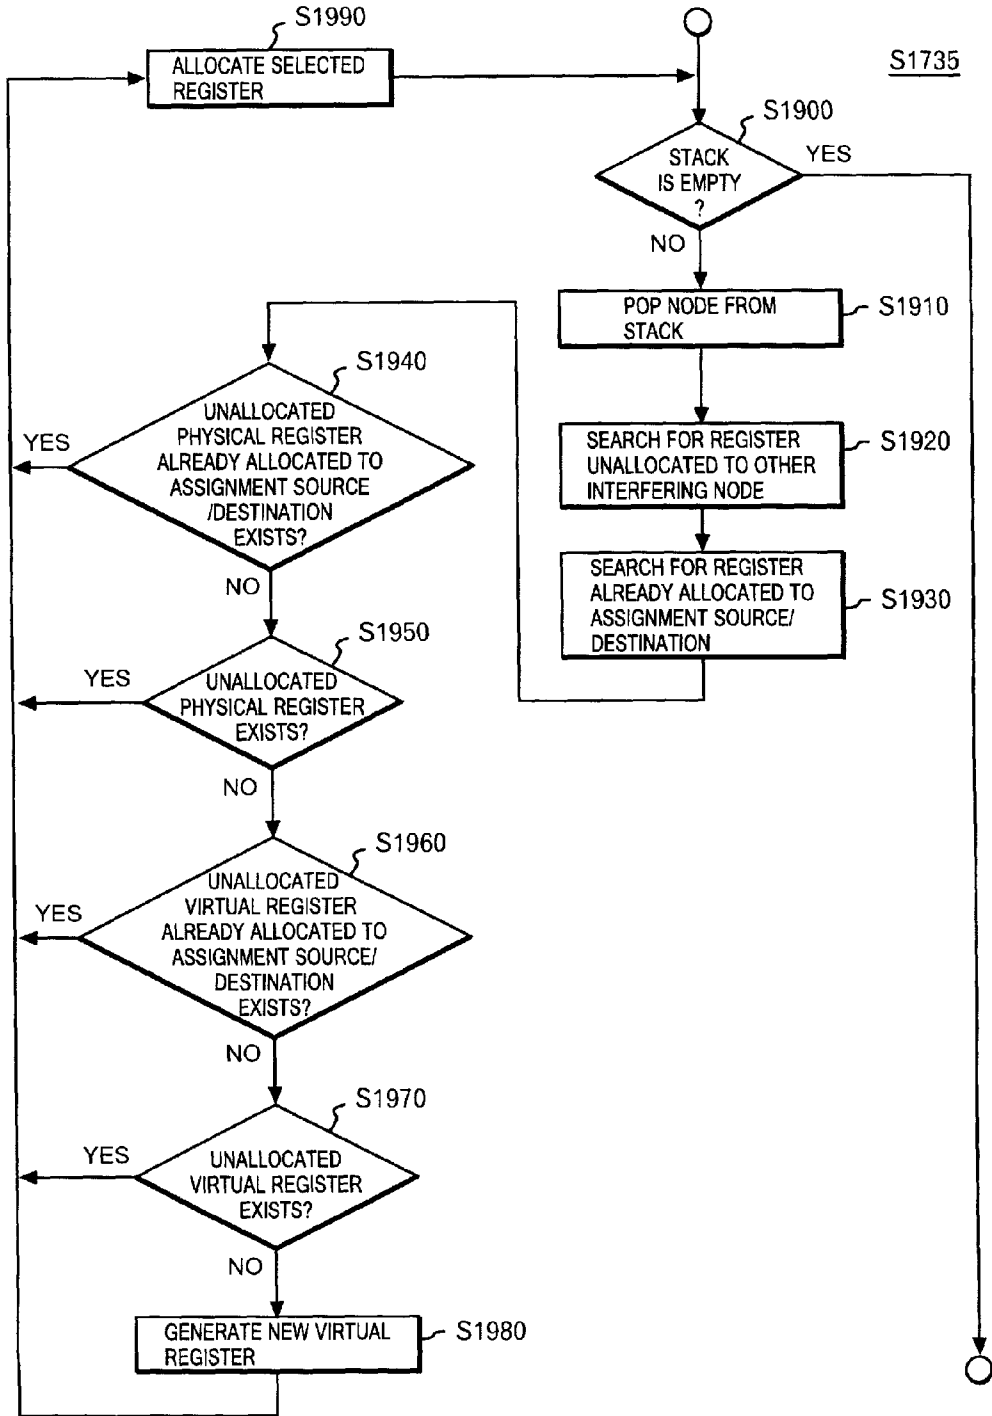 S1990
ALLOCATE SELECTED
REGISTER
S1735
S1900
STACK
IS EMPTY
?
YES
NO
POP NODE FROM
STACK
S1910
SEARCH FOR REGISTER
UNALLOCATED TO OTHER
INTERFERING NODE
S1920
SEARCH FOR REGISTER
ALREADY ALLOCATED TO
ASSIGNMENT SOURCE/
DESTINATION
S1930
S1940
UNALLOCATED
PHYSICAL REGISTER
ALREADY ALLOCATED TO
ASSIGNMENT SOURCE
/DESTINATION
EXISTS?
YES
NO
S1950
UNALLOCATED
PHYSICAL REGISTER
EXISTS?
YES
NO
S1960
UNALLOCATED
VIRTUAL REGISTER
ALREADY ALLOCATED TO
ASSIGNMENT SOURCE/
DESTINATION
EXISTS?
YES
NO
S1970
UNALLOCATED
VIRTUAL REGISTER
EXISTS?
YES
NO
GENERATE NEW VIRTUAL
REGISTER
S1980